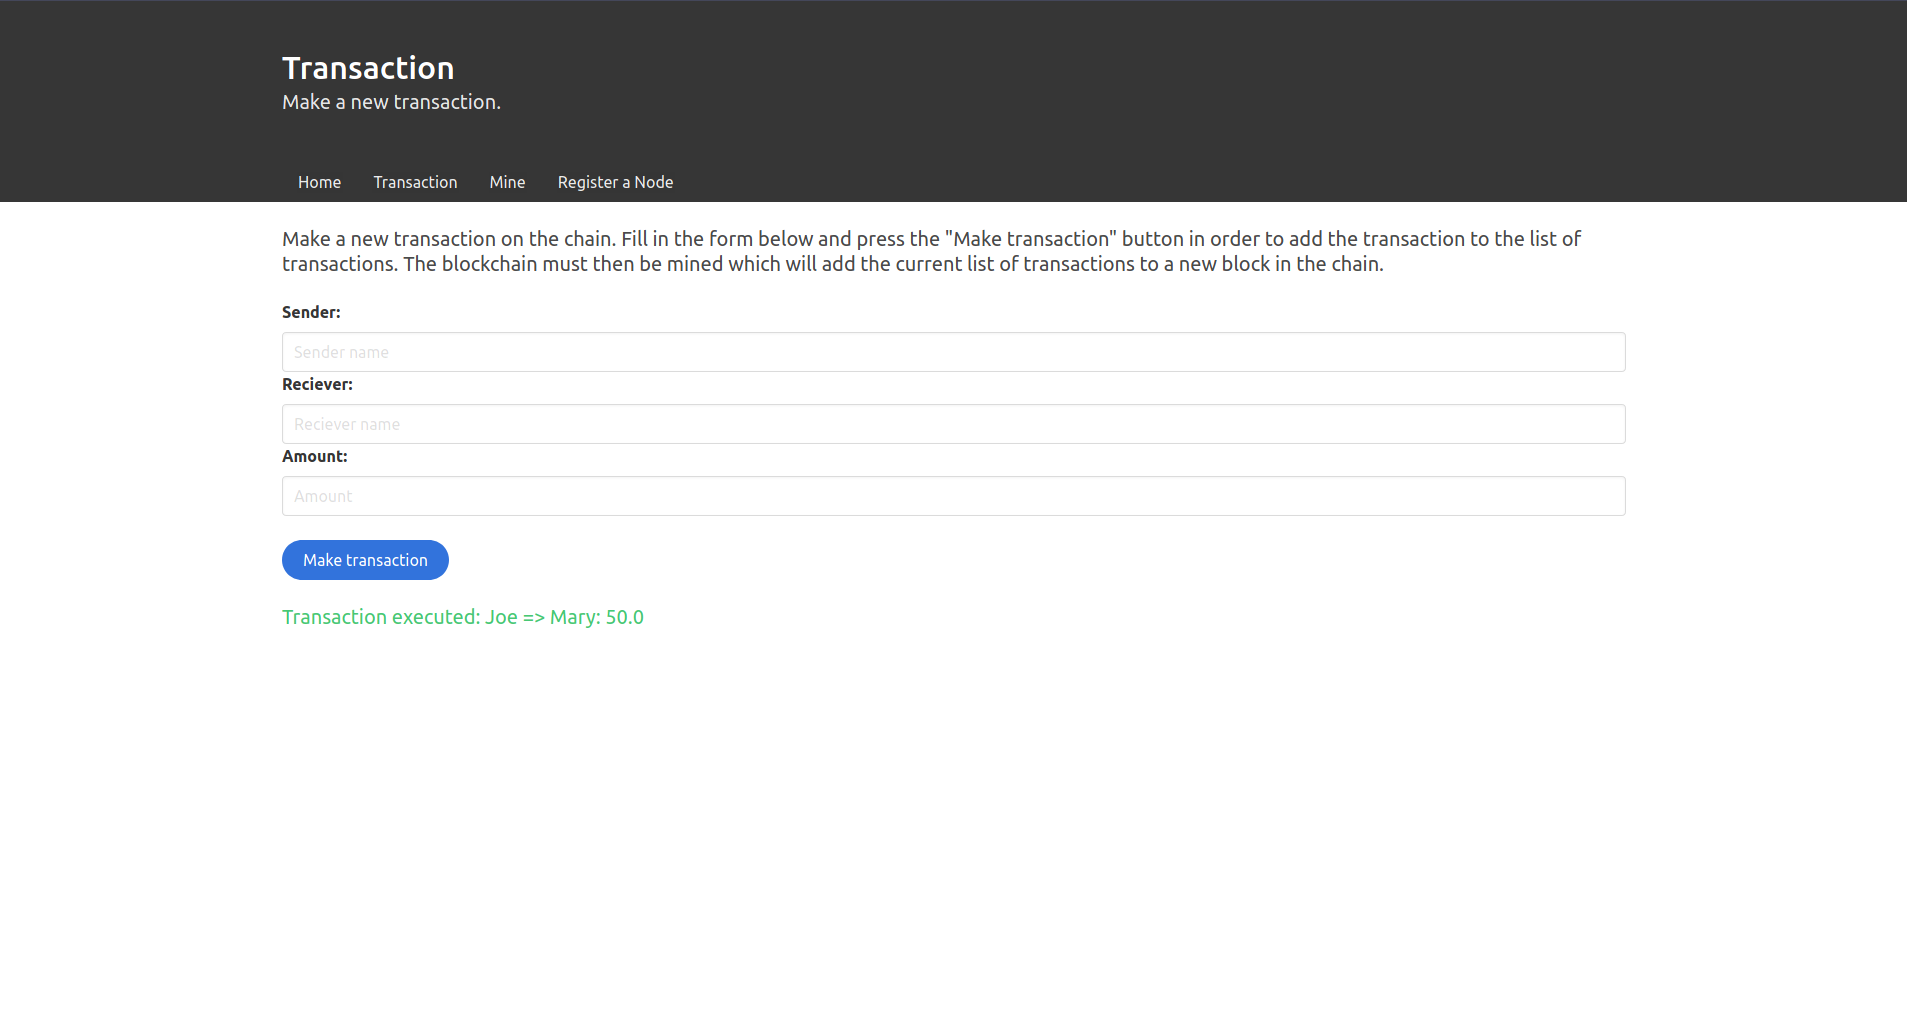 Transaction
Make a new transaction.
Home Transaction Mine Register a Node
Make a new transaction on the chain. Fill in the form below and press the "Make transaction" button in order to add the transaction to the list of
transactions. The blockchain must then be mined which will add the current list of transactions to a new block in the chain.
Sender:
Sender name
Reciever:
Reciever name
Amount:
Amount
Make transaction
Transaction executed: Joe => Mary: 50.0